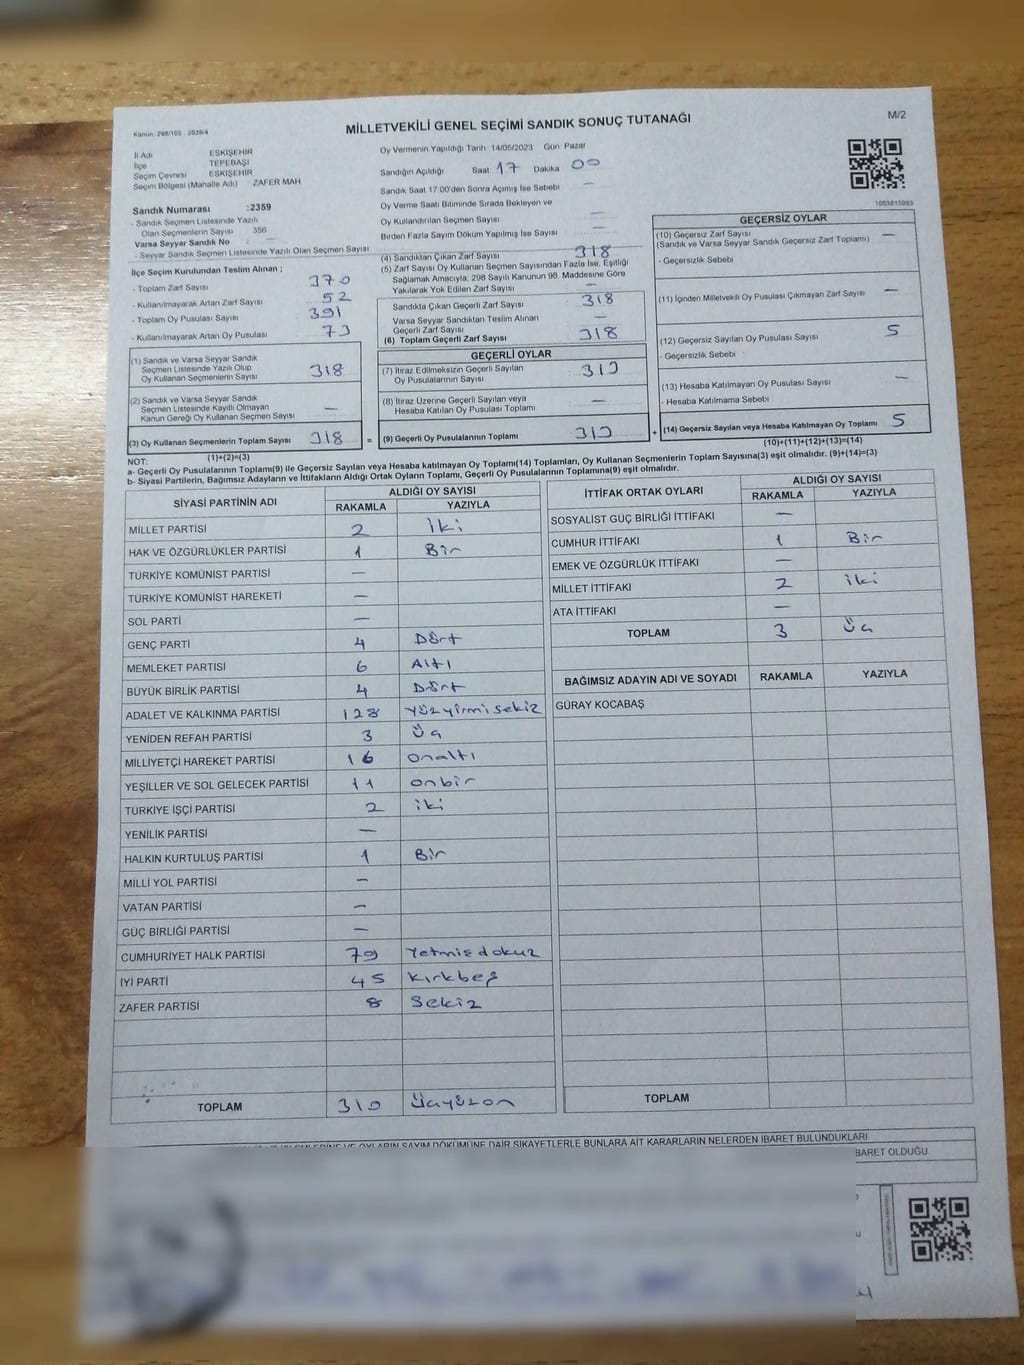 Kanun: 298/105 : 2839/4
MİLLETVEKİLİ GENEL SEÇİMİ SANDIK SONUÇ TUTANAĞI
M/2
İl Adı ESKİŞEHİR
İlçe TEPEBAŞI
Seçim Çevresi ESKİŞEHİR
Seçim Bölgesi (Mahalle Adı) : ZAFER MAH
Sandık Numarası :2359
- Sandık Seçmen Listesinde Yazılı
Olan Seçmenlerin Sayısı 356
Varsa Seyyar Sandık No : —
- Seyyar Sandık Seçmen Listesinde Yazılı Olan Seçmen Sayısı
Oy Vermenin Yapıldığı Tarih 14/05/2023 Gün Pazar
Sandığın Açıldığı Saat 17 Dakika 00
Sandık Saat 17:00'den Sonra Açılmış İse Sebebi —
Oy Verme Saati Bitiminde Sırada Bekleyen ve
Oy Kullandırılan Seçmen Sayısı —
Birden Fazla Sayım Döküm Yapılmış İse Sayısı —
İlçe Seçim Kurulundan Teslim Alınan ;
- Toplam Zarf Sayısı 370
- Kullanılmayarak Artan Zarf Sayısı 52
- Toplam Oy Pusulası Sayısı 391
- Kullanılmayarak Artan Oy Pusulası 73
(1) Sandık ve Varsa Seyyar Sandık
Seçmen Listesinde Yazılı Olup
Oy Kullanan Seçmenlerin Sayısı 318
(2) Sandık ve Varsa Seyyar Sandık
Seçmen Listesinde Kayıtlı Olmayan
Kanun Gereği Oy Kullanan Seçmen Sayısı —
(3) Oy Kullanan Seçmenlerin Toplam Sayısı 318 =
(1)+(2)=(3)
(4) Sandıktan Çıkan Zarf Sayısı 318
(5) Zarf Sayısı Oy Kullanan Seçmen Sayısından Fazla İse, Eşitliği
Sağlamak Amacıyla, 298 Sayılı Kanunun 98. Maddesine Göre
Yakılarak Yok Edilen Zarf Sayısı —
Sandıkta Çıkan Geçerli Zarf Sayısı 318
Varsa Seyyar Sandıktan Teslim Alınan
Geçerli Zarf Sayısı —
(6) Toplam Geçerli Zarf Sayısı 318
GEÇERLİ OYLAR
(7) İtiraz Edilmeksizin Geçerli Sayılan
Oy Pusulalarının Sayısı 313
(8) İtiraz Üzerine Geçerli Sayılan veya
Hesaba Katılan Oy Pusulası Toplamı —
(9) Geçerli Oy Pusulalarının Toplamı 313 +
GEÇERSİZ OYLAR
(10) Geçersiz Zarf Sayısı
(Sandık ve Varsa Seyyar Sandık Geçersiz Zarf Toplamı) —
- Geçersizlik Sebebi
(11) İçinden Milletvekili Oy Pusulası Çıkmayan Zarf Sayısı —
(12) Geçersiz Sayılan Oy Pusulası Sayısı 5
- Geçersizlik Sebebi
(13) Hesaba Katılmayan Oy Pusulası Sayısı —
- Hesaba Katılmama Sebebi
(14) Geçersiz Sayılan veya Hesaba Katılmayan Oy Toplamı 5
(10)+(11)+(12)+(13)=(14)
NOT:
a- Geçerli Oy Pusulalarının Toplamı(9) ile Geçersiz Sayılan veya Hesaba katılmayan Oy Toplamı(14) Toplamları, Oy Kullanan Seçmenlerin Toplam Sayısına(3) eşit olmalıdır. (9)+(14)=(3)
b- Siyasi Partilerin, Bağımsız Adayların ve İttifakların Aldığı Ortak Oyların Toplamı, Geçerli Oy Pusulalarının Toplamına(9) eşit olmalıdır.
SİYASİ PARTİNİN ADI ALDIĞI OY SAYISI
RAKAMLA YAZIYLA
MİLLET PARTİSİ 2 iki
HAK VE ÖZGÜRLÜKLER PARTİSİ 1 Bir
TÜRKİYE KOMÜNİST PARTİSİ —
TÜRKİYE KOMÜNİST HAREKETİ —
SOL PARTİ —
GENÇ PARTİ 4 Dört
MEMLEKET PARTİSİ 6 Altı
BÜYÜK BİRLİK PARTİSİ 4 Dört
ADALET VE KALKINMA PARTİSİ 128 Yüzyirmisekiz
YENİDEN REFAH PARTİSİ 3 Üç
MİLLİYETÇİ HAREKET PARTİSİ 16 onaltı
YEŞİLLER VE SOL GELECEK PARTİSİ 11 onbir
TÜRKİYE İŞÇİ PARTİSİ 2 iki
YENİLİK PARTİSİ —
HALKIN KURTULUŞ PARTİSİ 1 Bir
MİLLİ YOL PARTİSİ —
VATAN PARTİSİ —
GÜÇ BİRLİĞİ PARTİSİ —
CUMHURİYET HALK PARTİSİ 79 Yetmiş dokuz
İYİ PARTİ 45 Kırkbeş
ZAFER PARTİSİ 8 Sekiz
TOPLAM 310 üçyüzon
İTTİFAK ORTAK OYLARI ALDIĞI OY SAYISI
RAKAMLA YAZIYLA
SOSYALİST GÜÇ BİRLİĞİ İTTİFAKI —
CUMHUR İTTİFAKI 1 Bir
EMEK VE ÖZGÜRLÜK İTTİFAKI —
MİLLET İTTİFAKI 2 iki
ATA İTTİFAKI —
TOPLAM 3 Üç
BAĞIMSIZ ADAYIN ADI VE SOYADI RAKAMLA YAZIYLA
GÜRAY KOCABAŞ
TOPLAM
OYLARIN SAYIM DÖKÜMÜNE DAİR ŞİKAYETLERLE BUNLARA AİT KARARLARIN NELERDEN İBARET BULUNDUKLARI
BARET OLDUĞU